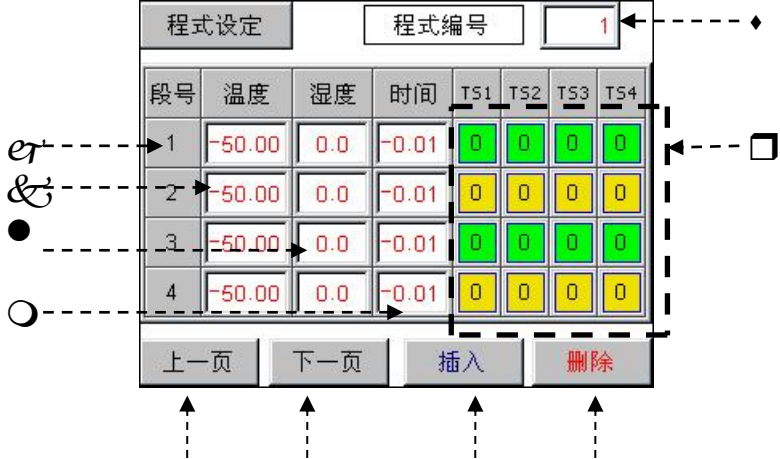 程式设定 程式编号 1
段号 温度 湿度 时间 TS1 TS2 TS3 TS4
1 -50.00 0.0 -0.01 0 0 0 0
2 -50.00 0.0 -0.01 0 0 0 0
3 -50.00 0.0 -0.01 0 0 0 0
4 -50.00 0.0 -0.01 0 0 0 0
上一页 下一页 插入 删除